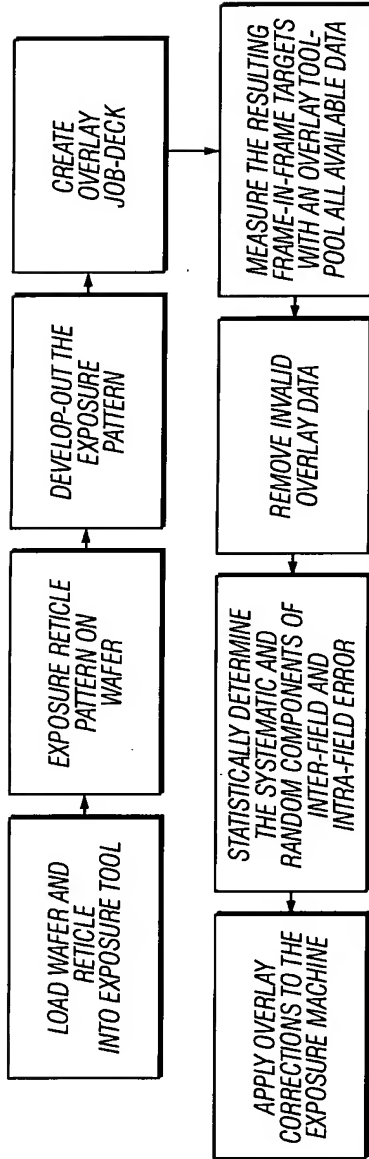 LOAD WAFER AND
RETICLE
INTO EXPOSURE TOOL
EXPOSURE RETICLE
PATTERN ON
WAFER
DEVELOP-OUT THE
EXPOSURE
PATTERN
CREATE
OVERLAY
JOB-DECK
MEASURE THE RESULTING
FRAME-IN-FRAME TARGETS
WITH AN OVERLAY TOOL-
POOL ALL AVAILABLE DATA
REMOVE INVALID
OVERLAY DATA
STATISTICALLY DETERMINE
THE SYSTEMATIC AND
RANDOM COMPONENTS OF
INTER-FIELD AND
INTRA-FIELD ERROR
APPLY OVERLAY
CORRECTIONS TO THE
EXPOSURE MACHINE